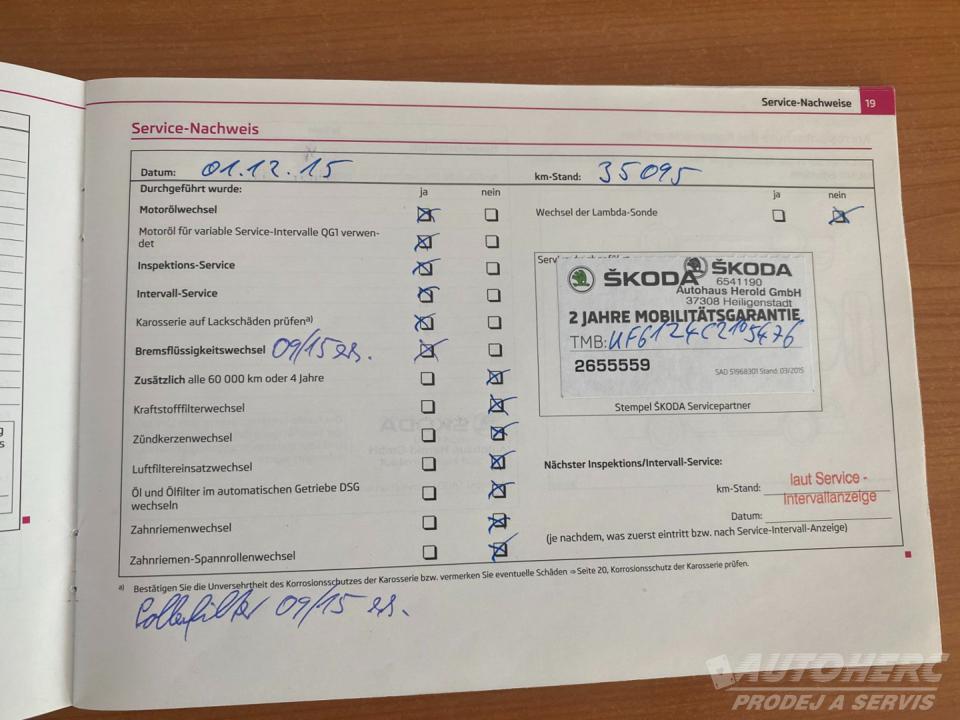 Service-Nachweise 19
Service-Nachweis
Datum: 01.12.15
km-Stand: 35095
Durchgeführt wurde:
ja nein
ja nein
Motorölwechsel
Wechsel der Lambda-Sonde
Motoröl für variable Service-Intervalle QG1 verwen-
det
Inspektions-Service
Intervall-Service
Karosserie auf Lackschäden prüfen a)
Bremsflüssigkeitswechsel 09/15
Zusätzlich alle 60 000 km oder 4 Jahre
Kraftstofffilterwechsel
Zündkerzenwechsel
Luftfiltereinsatzwechsel
Öl und Ölfilter im automatischen Getriebe DSG
wechseln
Zahnriemenwechsel
Zahnriemen-Spannrollenwechsel
ŠKODA
ŠKODA
6541190
Autohaus Herold GmbH
37308 Heiligenstadt
2 JAHRE MOBILITÄTSGARANTIE
TMB:
2655559
SAD 51968301 Stand: 03/2015
Stempel ŠKODA Servicepartner
Nächster Inspektions/Intervall-Service:
km-Stand: laut Service -
Intervallanzeige
Datum:
(je nachdem, was zuerst eintritt bzw. nach Service-Intervall-Anzeige)
a) Bestätigen Sie die Unversehrtheit des Korrosionsschutzes der Karosserie bzw. vermerken Sie eventuelle Schäden ⇒ Seite 20, Korrosionsschutz der Karosserie prüfen.
Pollenfilter 09/15
AUTOHERC
PRODEJ A SERVIS